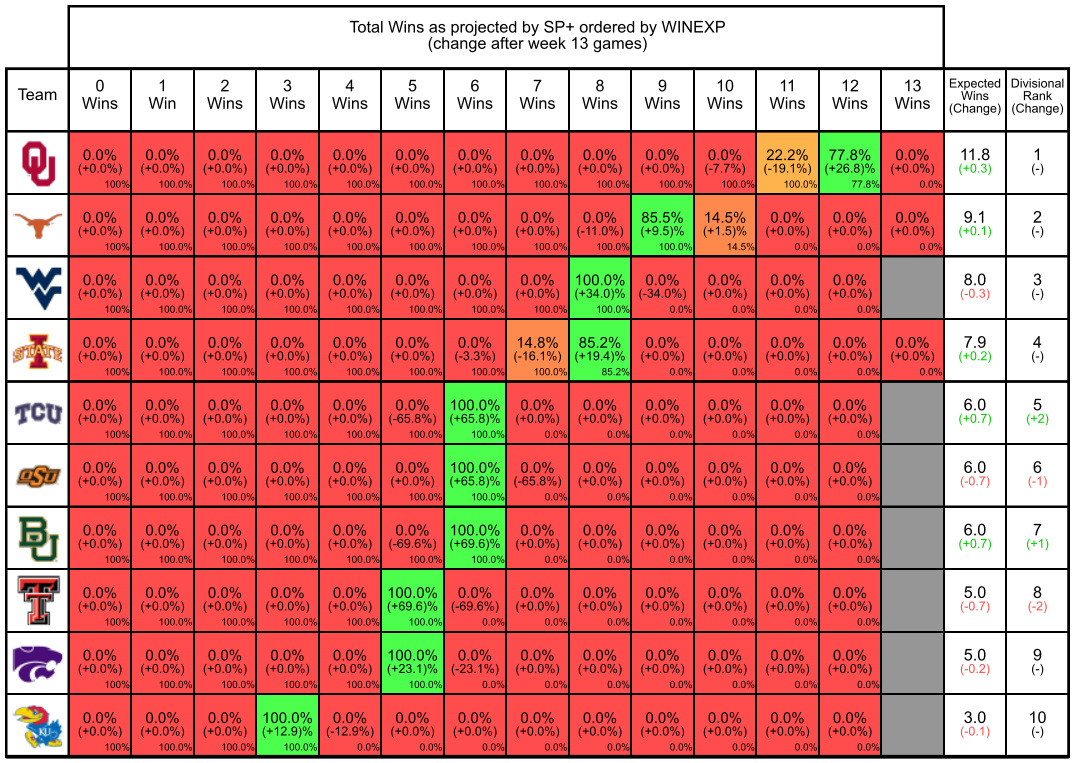 Total Wins as projected by SP+ ordered by WINEXP
(change after week 13 games)
Team 0 Wins 1 Win 2 Wins 3 Wins 4 Wins 5 Wins 6 Wins 7 Wins 8 Wins 9 Wins 10 Wins 11 Wins 12 Wins 13 Wins Expected Wins (Change) Divisional Rank (Change)
OU
0.0% 0.0% 0.0% 0.0% 0.0% 0.0% 0.0% 0.0% 0.0% 0.0% 0.0% 22.2% 77.8% 0.0% 11.8 1
(+0.0%) (+0.0%) (+0.0%) (+0.0%) (+0.0%) (+0.0%) (+0.0%) (+0.0%) (+0.0%) (+0.0%) (-7.7%) (-19.1%) (+26.8)% (+0.0%) (+0.3) (-)
100% 100.0% 100.0% 100.0% 100.0% 100.0% 100.0% 100.0% 100.0% 100.0% 100.0% 100.0% 77.8% 0.0%
0.0% 0.0% 0.0% 0.0% 0.0% 0.0% 0.0% 0.0% 0.0% 85.5% 14.5% 0.0% 0.0% 0.0% 9.1 2
(+0.0%) (+0.0%) (+0.0%) (+0.0%) (+0.0%) (+0.0%) (+0.0%) (+0.0%) (-11.0%) (+9.5)% (+1.5)% (+0.0%) (+0.0%) (+0.0%) (+0.1) (-)
100% 100.0% 100.0% 100.0% 100.0% 100.0% 100.0% 100.0% 100.0% 100.0% 14.5% 0.0% 0.0% 0.0%
WV
0.0% 0.0% 0.0% 0.0% 0.0% 0.0% 0.0% 0.0% 100.0% 0.0% 0.0% 0.0% 0.0% 8.0 3
(+0.0%) (+0.0%) (+0.0%) (+0.0%) (+0.0%) (+0.0%) (+0.0%) (+0.0%) (+34.0)% (-34.0%) (+0.0%) (+0.0%) (+0.0%) (-0.3) (-)
100% 100.0% 100.0% 100.0% 100.0% 100.0% 100.0% 100.0% 100.0% 0.0% 0.0% 0.0% 0.0%
I STATE
0.0% 0.0% 0.0% 0.0% 0.0% 0.0% 0.0% 14.8% 85.2% 0.0% 0.0% 0.0% 0.0% 0.0% 7.9 4
(+0.0%) (+0.0%) (+0.0%) (+0.0%) (+0.0%) (+0.0%) (-3.3%) (-16.1%) (+19.4)% (+0.0%) (+0.0%) (+0.0%) (+0.0%) (+0.0%) (+0.2) (-)
100% 100.0% 100.0% 100.0% 100.0% 100.0% 100.0% 100.0% 85.2% 0.0% 0.0% 0.0% 0.0% 0.0%
TCU
0.0% 0.0% 0.0% 0.0% 0.0% 0.0% 100.0% 0.0% 0.0% 0.0% 0.0% 0.0% 0.0% 6.0 5
(+0.0%) (+0.0%) (+0.0%) (+0.0%) (+0.0%) (-65.8%) (+65.8)% (+0.0%) (+0.0%) (+0.0%) (+0.0%) (+0.0%) (+0.0%) (+0.7) (+2)
100% 100.0% 100.0% 100.0% 100.0% 100.0% 100.0% 0.0% 0.0% 0.0% 0.0% 0.0% 0.0%
OSU
0.0% 0.0% 0.0% 0.0% 0.0% 0.0% 100.0% 0.0% 0.0% 0.0% 0.0% 0.0% 0.0% 6.0 6
(+0.0%) (+0.0%) (+0.0%) (+0.0%) (+0.0%) (+0.0%) (+65.8)% (-65.8%) (+0.0%) (+0.0%) (+0.0%) (+0.0%) (+0.0%) (-0.7) (-1)
100% 100.0% 100.0% 100.0% 100.0% 100.0% 100.0% 0.0% 0.0% 0.0% 0.0% 0.0% 0.0%
BU
0.0% 0.0% 0.0% 0.0% 0.0% 0.0% 100.0% 0.0% 0.0% 0.0% 0.0% 0.0% 0.0% 6.0 7
(+0.0%) (+0.0%) (+0.0%) (+0.0%) (+0.0%) (-69.6%) (+69.6)% (+0.0%) (+0.0%) (+0.0%) (+0.0%) (+0.0%) (+0.0%) (+0.7) (+1)
100% 100.0% 100.0% 100.0% 100.0% 100.0% 100.0% 0.0% 0.0% 0.0% 0.0% 0.0% 0.0%
T
0.0% 0.0% 0.0% 0.0% 0.0% 100.0% 0.0% 0.0% 0.0% 0.0% 0.0% 0.0% 0.0% 5.0 8
(+0.0%) (+0.0%) (+0.0%) (+0.0%) (+0.0%) (+69.6)% (-69.6%) (+0.0%) (+0.0%) (+0.0%) (+0.0%) (+0.0%) (+0.0%) (-0.7) (-2)
100% 100.0% 100.0% 100.0% 100.0% 100.0% 0.0% 0.0% 0.0% 0.0% 0.0% 0.0% 0.0%
0.0% 0.0% 0.0% 0.0% 0.0% 100.0% 0.0% 0.0% 0.0% 0.0% 0.0% 0.0% 0.0% 5.0 9
(+0.0%) (+0.0%) (+0.0%) (+0.0%) (+0.0%) (+23.1)% (-23.1%) (+0.0%) (+0.0%) (+0.0%) (+0.0%) (+0.0%) (+0.0%) (-0.2) (-)
100% 100.0% 100.0% 100.0% 100.0% 100.0% 0.0% 0.0% 0.0% 0.0% 0.0% 0.0% 0.0%
KU
0.0% 0.0% 0.0% 100.0% 0.0% 0.0% 0.0% 0.0% 0.0% 0.0% 0.0% 0.0% 0.0% 3.0 10
(+0.0%) (+0.0%) (+0.0%) (+12.9)% (-12.9%) (+0.0%) (+0.0%) (+0.0%) (+0.0%) (+0.0%) (+0.0%) (+0.0%) (+0.0%) (-0.1) (-)
100% 100.0% 100.0% 100.0% 0.0% 0.0% 0.0% 0.0% 0.0% 0.0% 0.0% 0.0% 0.0%